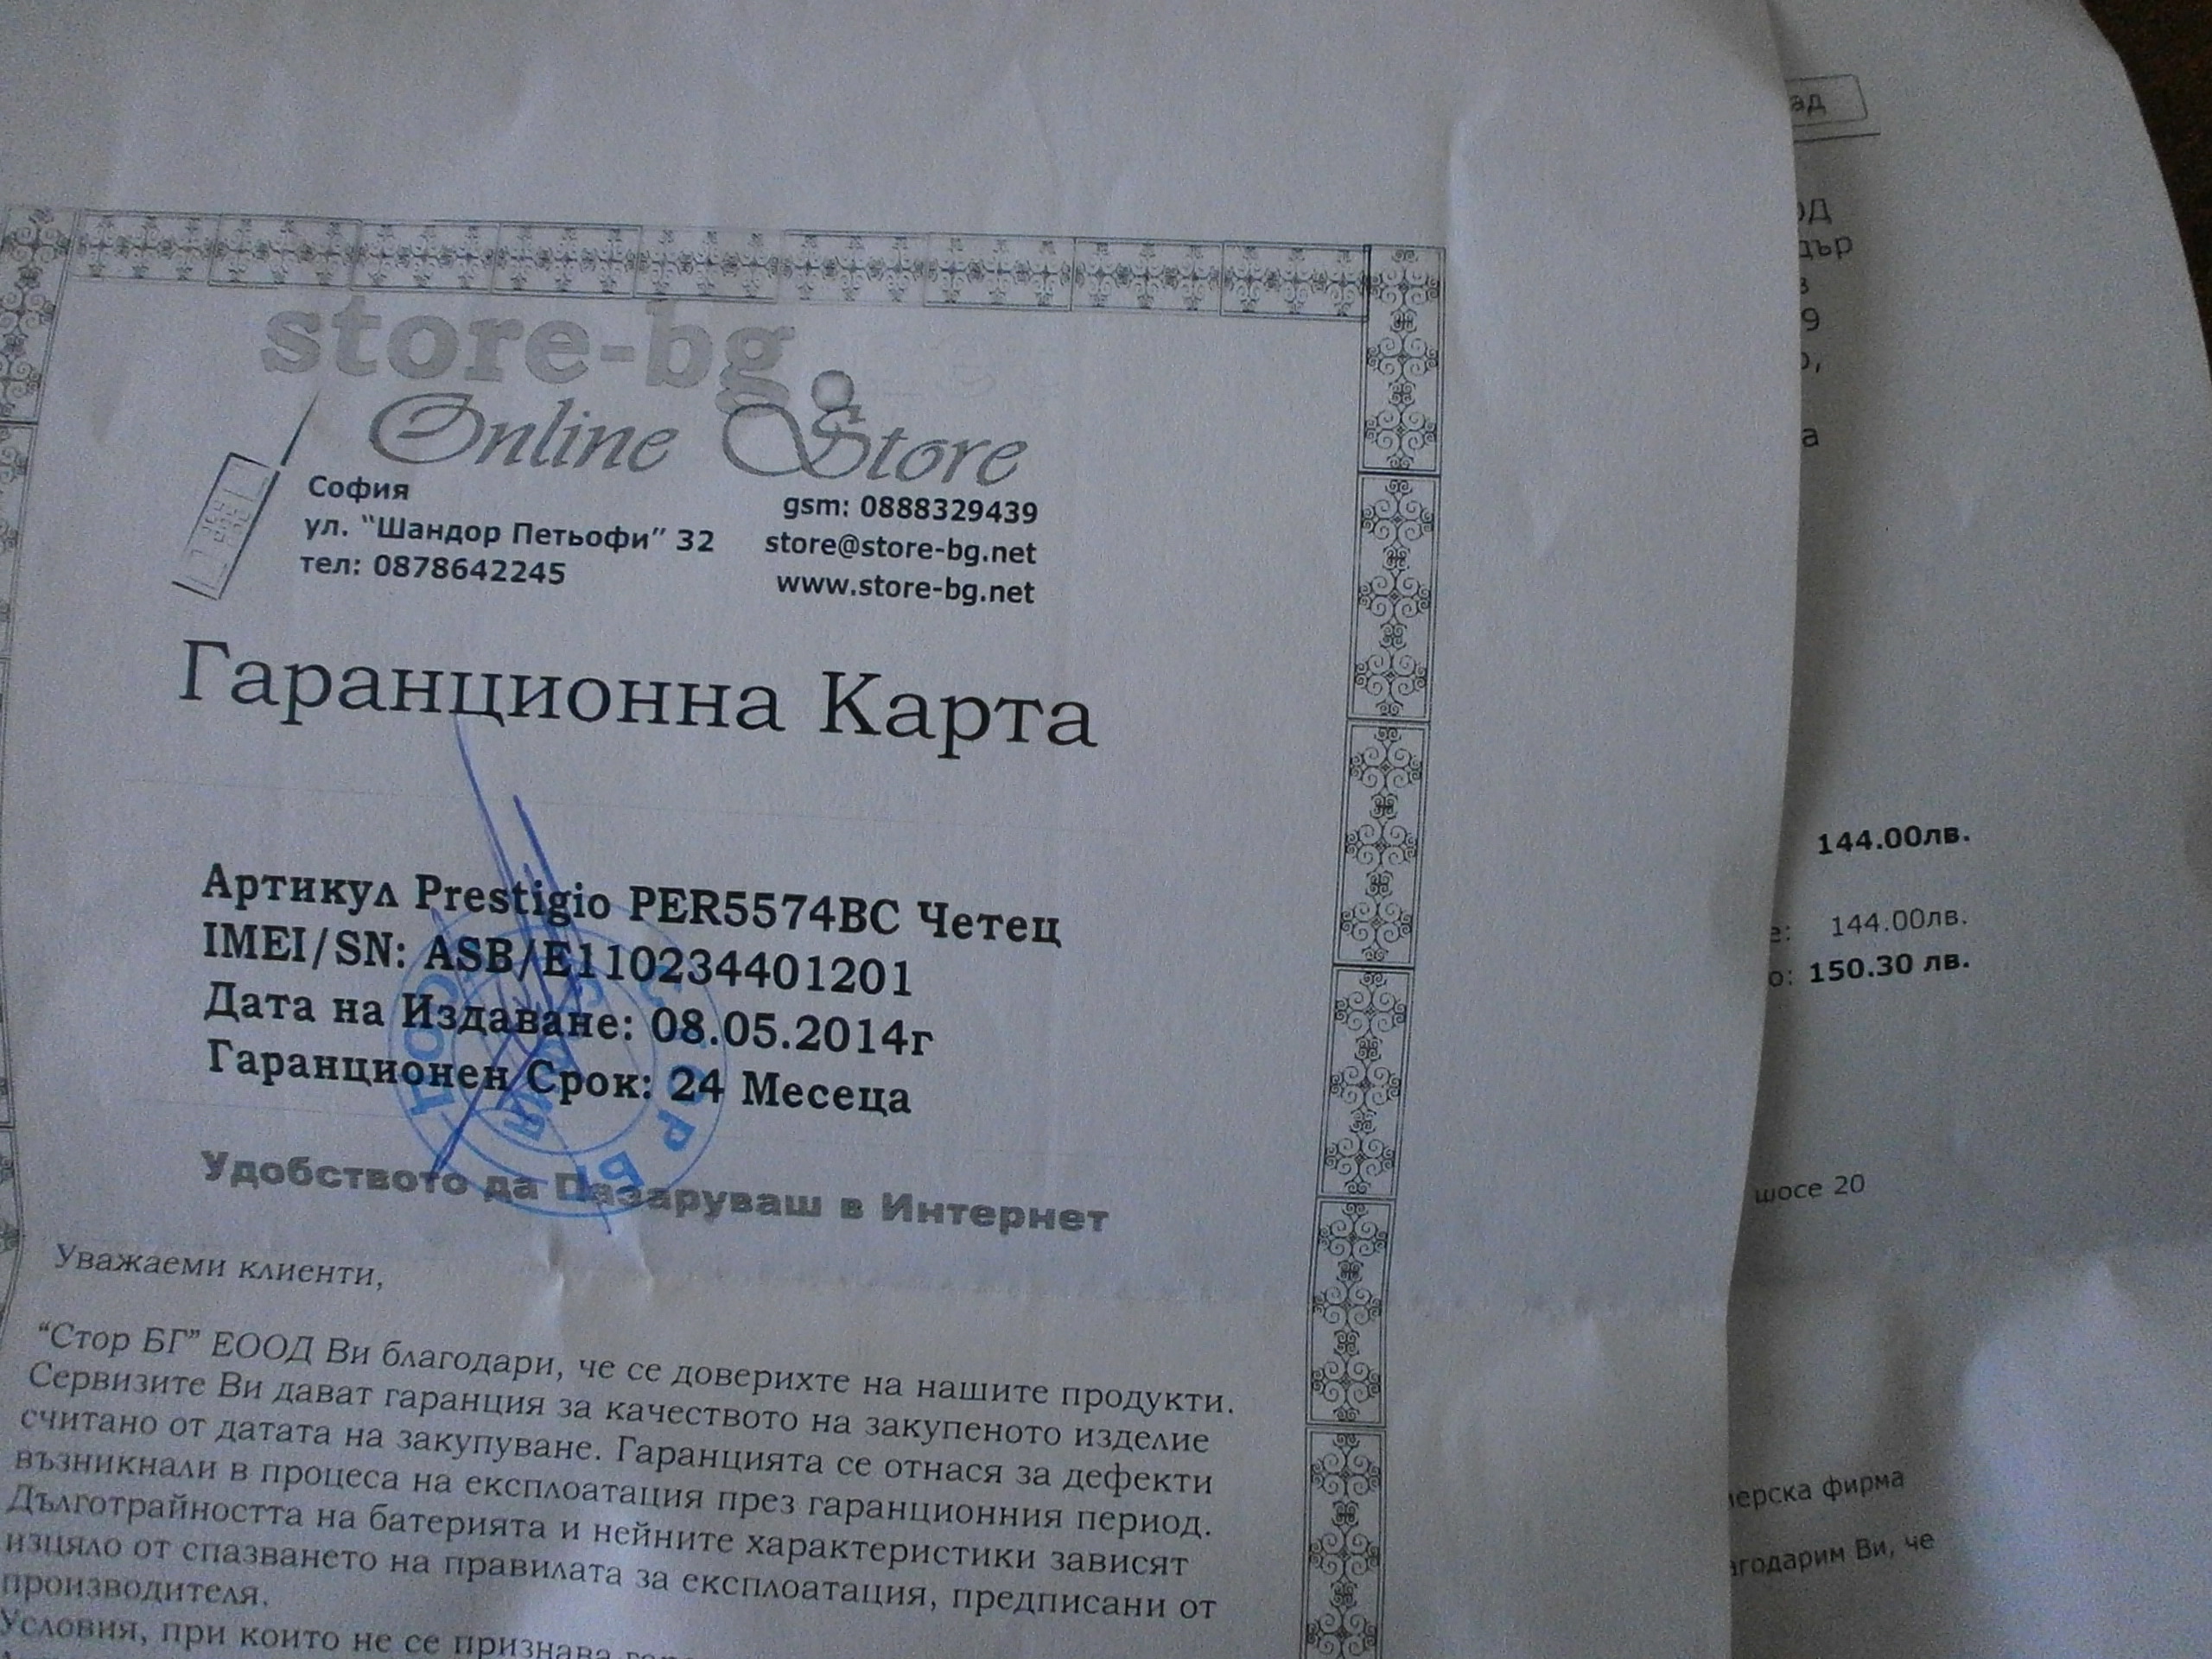 store-bg
Online Store
София
ул. “Шандор Петьофи” 32
тел: 0878642245
gsm: 0888329439
store@store-bg.net
www.store-bg.net
Гаранционна Карта
Артикул Prestigio PER5574BC Четец
IMEI/SN: ASB/E110234401201
Дата на Издаване: 08.05.2014г
Гаранционен Срок: 24 Месеца
Удобството да Пазаруваш в Интернет
Уважаеми клиенти,
“Стор БГ” ЕООД Ви благодари, че се доверихте на нашите продукти.
Сервизите Ви дават гаранция за качеството на закупеното изделие
считано от датата на закупуване. Гаранцията се отнася за дефекти
възникнали в процеса на експлоатация през гаранционния период.
Дълготрайността на батерията и нейните характеристики зависят
изцяло от спазването на правилата за експлоатация, предписани от
производителя.
Условия, при които не се признава
144.00лв.
144.00лв.
150.30 лв.
шосе 20
фирма
Ви, че